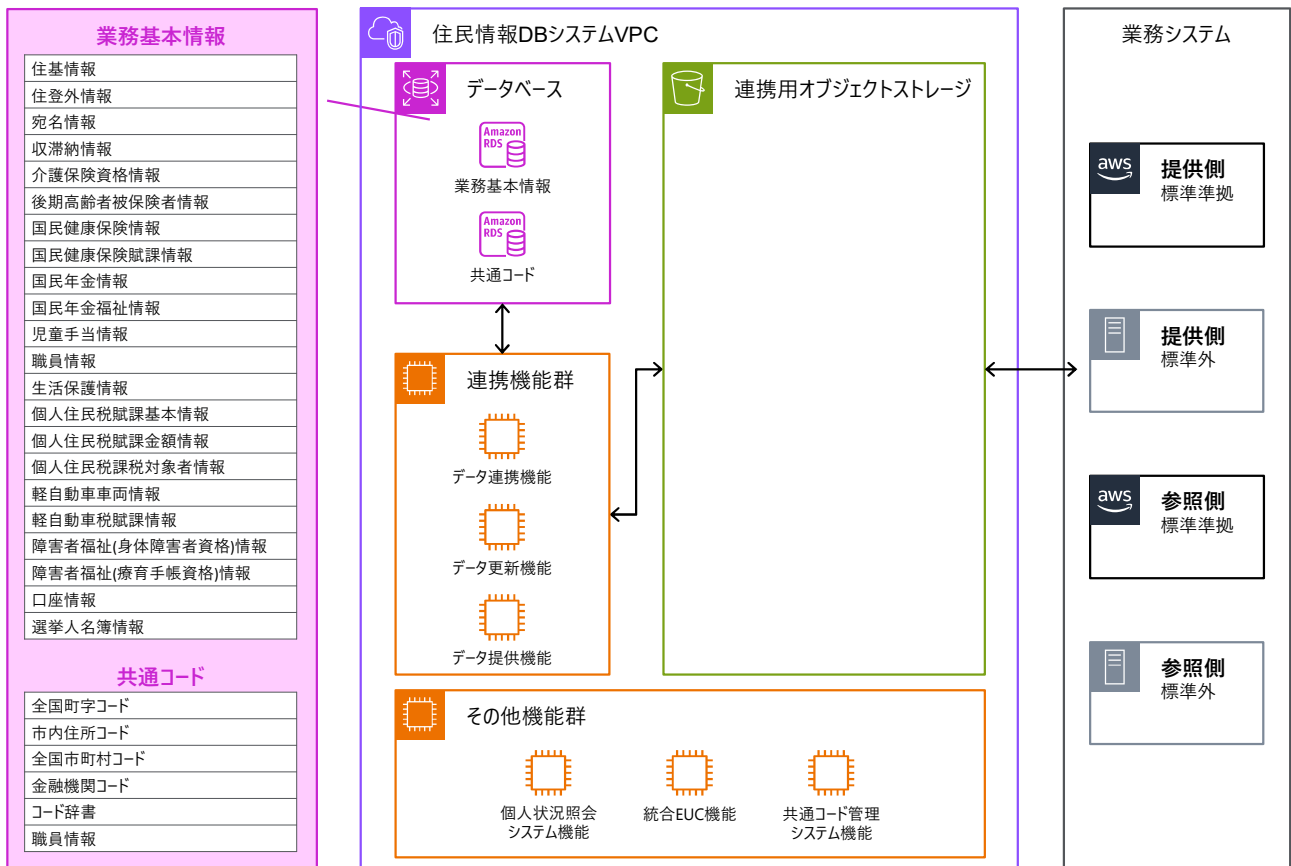 業務基本情報
住基情報
住登外情報
宛名情報
収滞納情報
介護保険資格情報
後期高齢者被保険者情報
国民健康保険情報
国民健康保険賦課情報
国民年金情報
国民年金福祉情報
児童手当情報
職員情報
生活保護情報
個人住民税賦課基本情報
個人住民税賦課金額情報
個人住民税課税対象者情報
軽自動車車両情報
軽自動車税賦課情報
障害者福祉(身体障害者資格)情報
障害者福祉(療育手帳資格)情報
口座情報
選挙人名簿情報
共通コード
全国町字コード
市内住所コード
全国市町村コード
金融機関コード
コード辞書
職員情報
住民情報DBシステムVPC
データベース
Amazon
RDS
業務基本情報
Amazon
RDS
共通コード
連携機能群
データ連携機能
データ更新機能
データ提供機能
連携用オブジェクトストレージ
その他機能群
個人状況照会
システム機能
統合EUC機能
共通コード管理
システム機能
業務システム
aws
提供側
標準準拠
提供側
標準外
aws
参照側
標準準拠
参照側
標準外